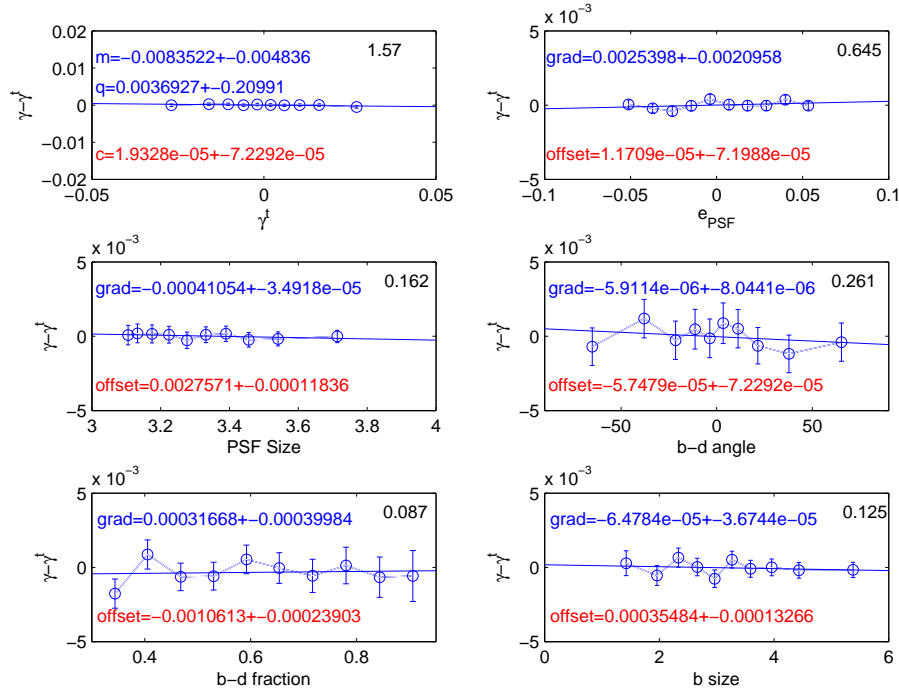 0.02
0.01
0
−0.01
−0.02
γ−γᵗ
m=−0.0083522+−0.004836
1.57
q=0.0036927+−0.20991
c=1.9328e−05+−7.2292e−05
−0.05
0
0.05
γᵗ
x 10⁻³
5
0
−5
γ−γᵗ
grad=0.0025398+−0.0020958
0.645
offset=1.1709e−05+−7.1988e−05
−0.1
−0.05
0
0.05
0.1
e_PSF
x 10⁻³
5
0
−5
γ−γᵗ
grad=−0.00041054+−3.4918e−05
0.162
offset=0.0027571+−0.00011836
3
3.2
3.4
3.6
3.8
4
PSF Size
x 10⁻³
5
0
−5
γ−γᵗ
grad=−5.9114e−06+−8.0441e−06
0.261
offset=−5.7479e−05+−7.2292e−05
−50
0
50
b−d angle
x 10⁻³
5
0
−5
γ−γᵗ
grad=0.00031668+−0.00039984
0.087
offset=−0.0010613+−0.00023903
0.4
0.6
0.8
b−d fraction
x 10⁻³
5
0
−5
γ−γᵗ
grad=−6.4784e−05+−3.6744e−05
0.125
offset=0.00035484+−0.00013266
0
2
4
6
b size